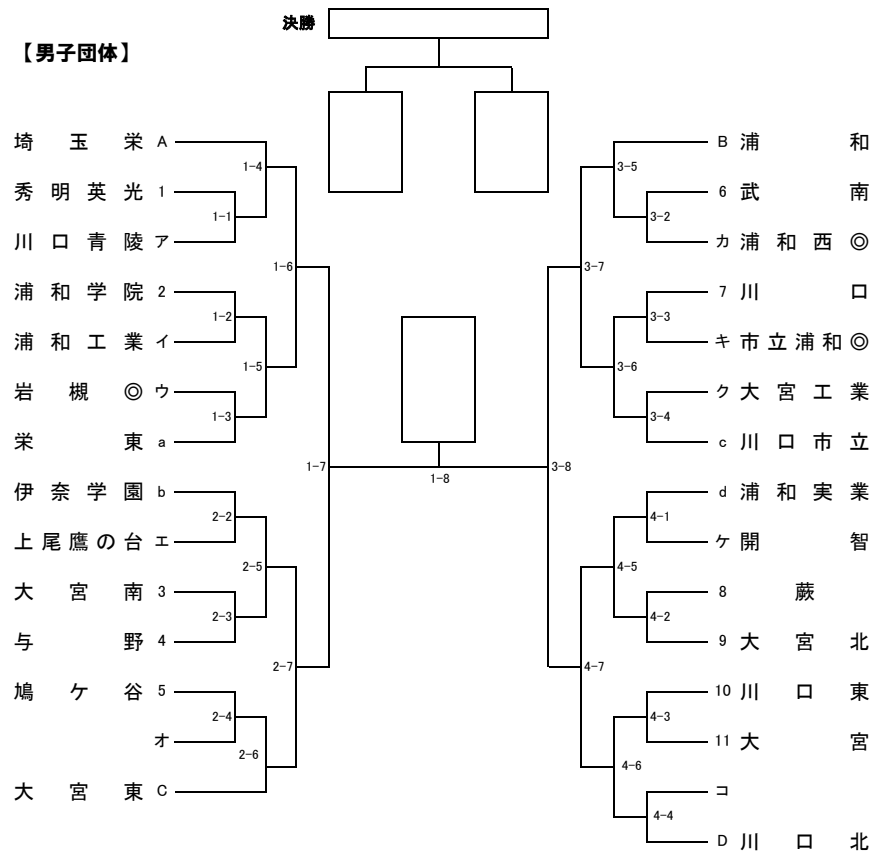 決勝
【男子団体】
埼玉栄 A
秀明英光 1
川口青陵 ア
浦和学院 2
浦和工業 イ
岩槻◎ ウ
栄東 a
伊奈学園 b
上尾鷹の台 エ
大宮南 3
与野 4
鳩ケ谷 5
オ
大宮東 C
1-4
1-1
1-6
1-2
1-5
1-3
1-7
2-2
2-5
2-3
2-7
2-4
2-6
1-8
B 浦和
6 武南
カ 浦和西◎
7 川口
キ 市立浦和◎
ク 大宮工業
c 川口市立
d 浦和実業
ケ 開智
8 蕨
9 大宮北
10 川口東
11 大宮
コ
D 川口北
3-5
3-2
3-7
3-3
3-6
3-4
3-8
4-1
4-5
4-2
4-7
4-3
4-6
4-4